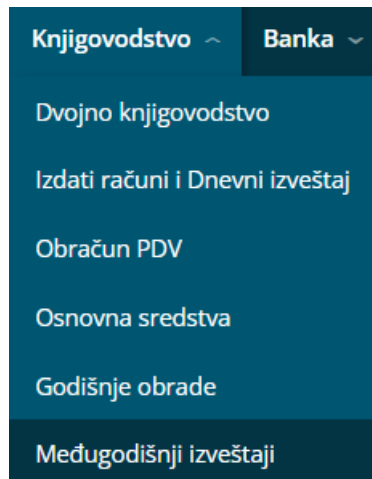 Knjigovodstvo Banka
Dvojno knjigovodstvo
Izdati računi i Dnevni izveštaj
Obračun PDV
Osnovna sredstva
Godišnje obrade
Međugodišnji izveštaji